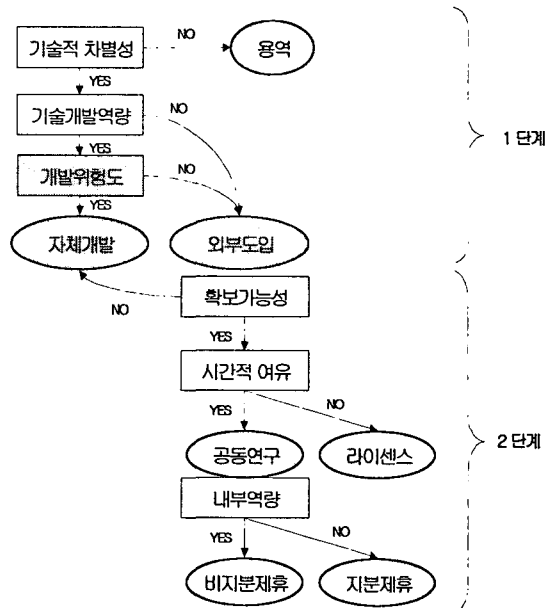 기술적 차별성
NO
용역
YES
기술개발역량
NO
YES
1 단계
개발위험도
NO
YES
자체개발
외부도입
NO
확보가능성
YES
시간적 여유
YES
NO
공동연구
라이센스
2 단계
내부역량
YES
NO
비지분제휴
지분제휴